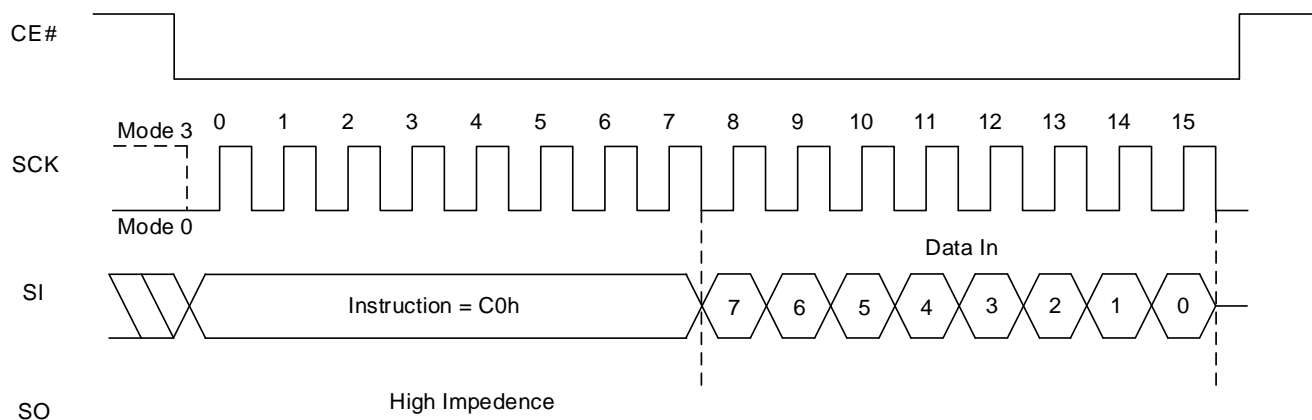 CE#
0 1 2 3 4 5 6 7 8 9 10 11 12 13 14 15
Mode 3
SCK
Mode 0
Data In
SI
Instruction = C0h
7 6 5 4 3 2 1 0
High Impedence
SO